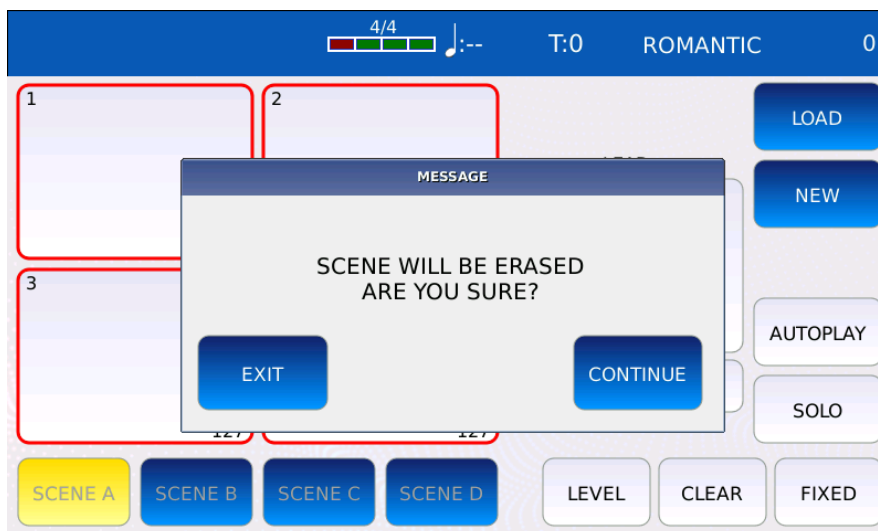 4/4
:-- T:0 ROMANTIC 0
1 2 LOAD
MESSAGE
NEW
SCENE WILL BE ERASED
ARE YOU SURE?
3
AUTOPLAY
EXIT CONTINUE
SOLO
127 127
SCENE A SCENE B SCENE C SCENE D LEVEL CLEAR FIXED